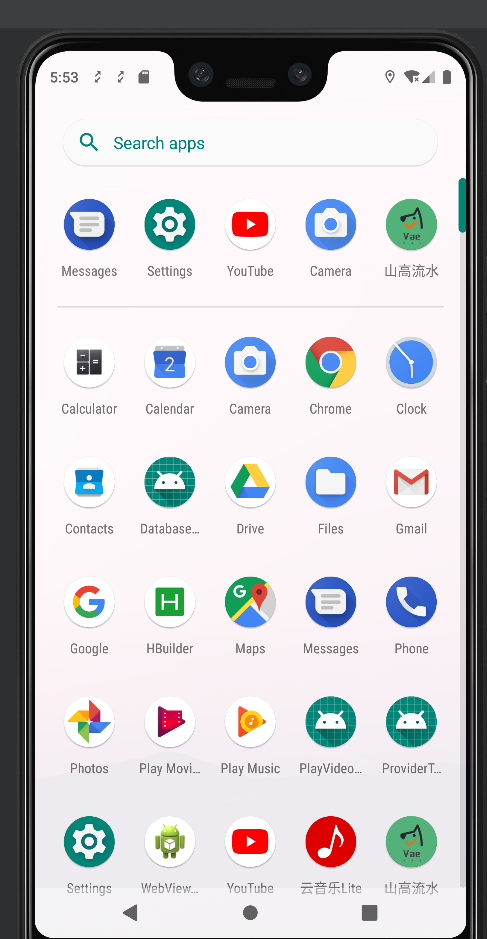 5:53
Search apps
Messages Settings YouTube Camera 山高流水
Calculator Calendar Camera Chrome Clock
Contacts Database… Drive Files Gmail
Google HBuilder Maps Messages Phone
Photos Play Movi… Play Music PlayVideo… ProviderT…
Settings WebView… YouTube 云音乐Lite 山高流水